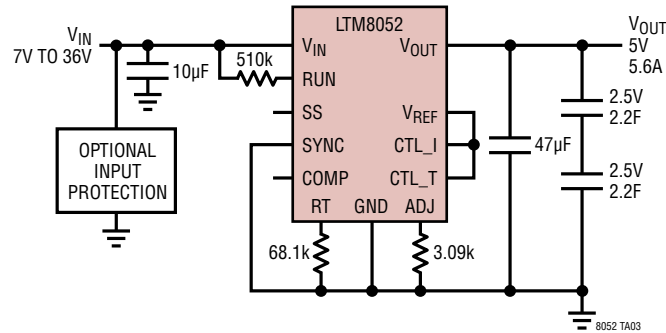 LTM8052
VIN
7V TO 36V
10µF
510k
VIN
RUN
SS
SYNC
COMP
RT
GND
ADJ
VOUT
VREF
CTL_I
CTL_T
VOUT
5V
5.6A
47µF
2.5V
2.2F
2.5V
2.2F
OPTIONAL
INPUT
PROTECTION
68.1k
3.09k
8052 TA03